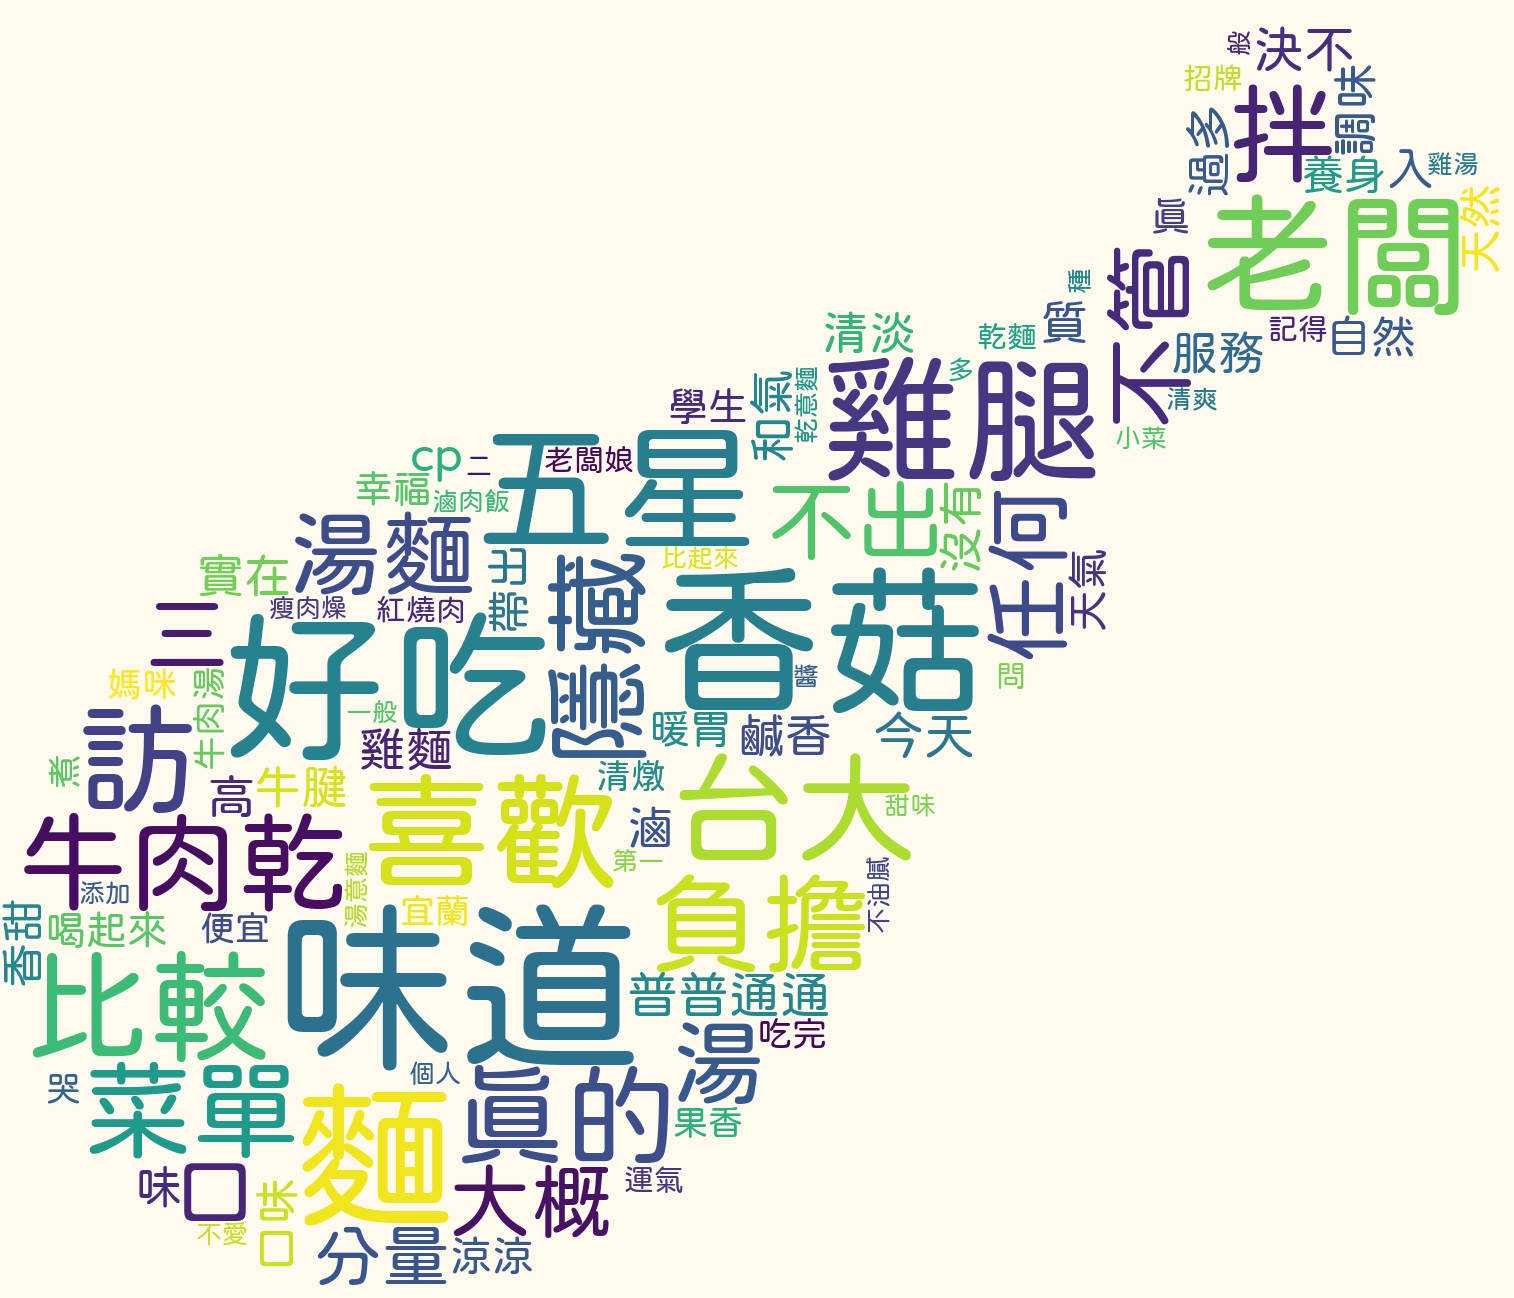 般
決不
招牌
調味
拌
過多
養身
入
雞湯
天然
真
老闆
不管
種
質
服務
記得
自然
清淡
乾麵
多
雞腿
清爽
小菜
學生
和氣
乾意麵
cp
二
五星
老闆娘
幸福
滷肉飯
湯麵
不出
沒有
任何
天氣
比起來
實在
瘦肉燥
紅燒肉
帶出
隱藏
香菇
三
好吃
醬
問
媽咪
牛肉湯
一般
訪
雞麵
暖胃
鹹香
今天
煮
高
牛腱
清燉
喜歡
台大
甜味
滷
第一
牛肉乾
添加
湯意麵
負擔
不油膩
香甜
喝起來
便宜
宜蘭
味道
比較
普普通通
吃完
湯
哭
菜單
個人
麵
真的
果香
味
口
口味
不愛
大概
運氣
分量
涼涼